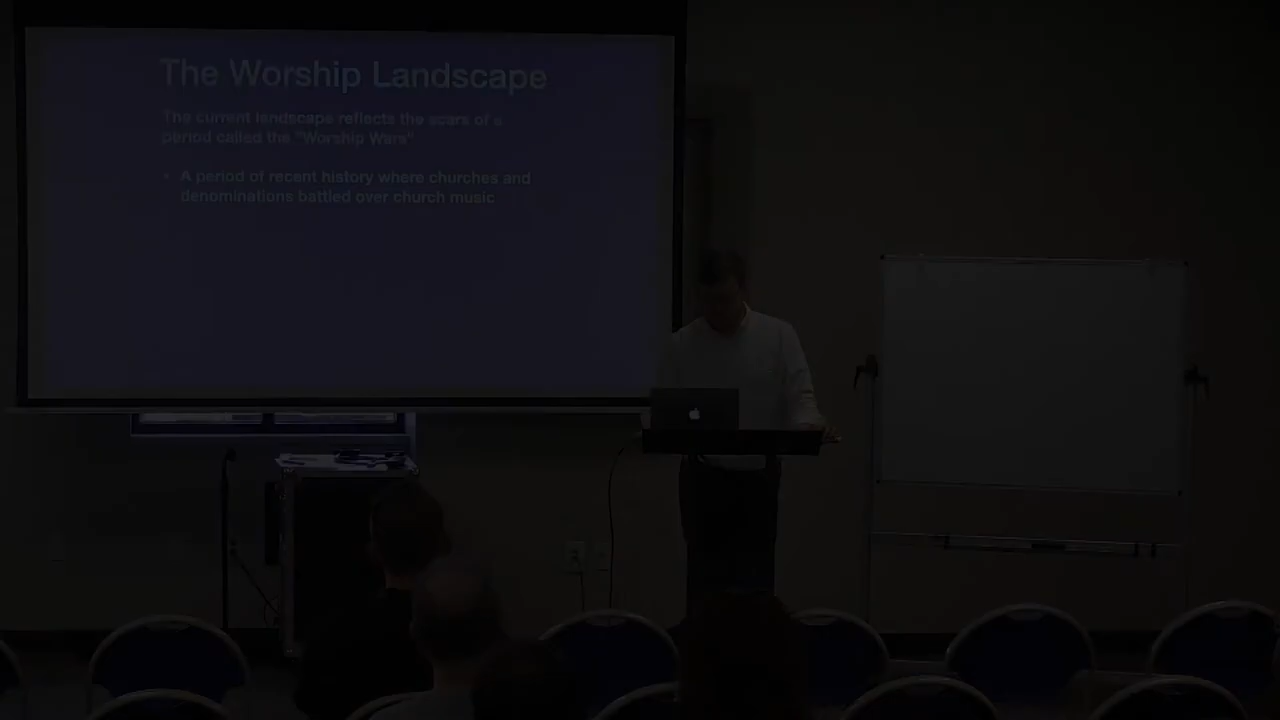 The Worship Landscape
The current landscape reflects the scars of a
period called the "Worship Wars"
• A period of recent history where churches and
denominations battled over church music